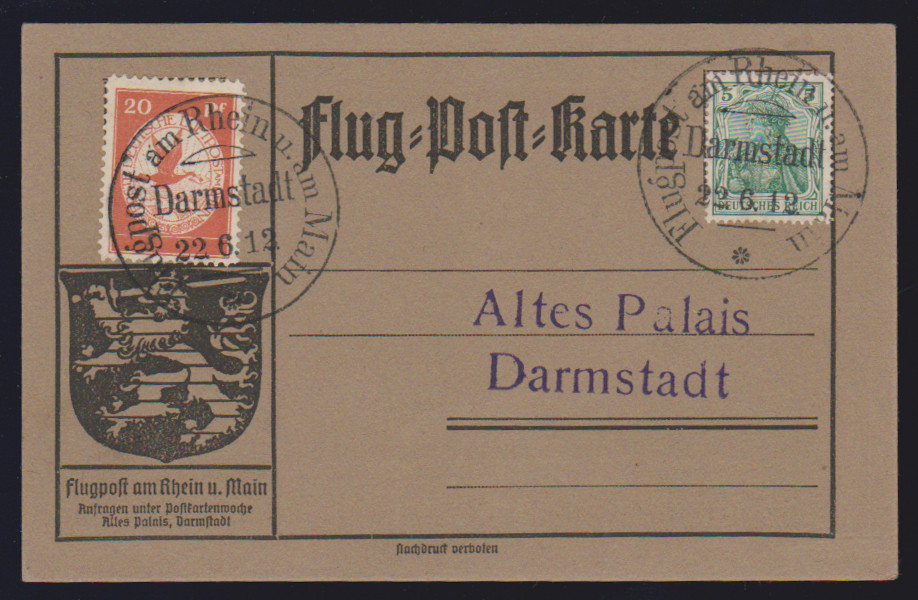 20 Pf
Flugpost am Rhein u. am Main
Darmstadt
22.6.12
Flug-Post-Karte
5
DEUTSCHES REICH
Flugpost am Rhein u. am Main
Darmstadt
22.6.12
Altes Palais
Darmstadt
Flugpost am Rhein u. Main
Anfragen unter Postkartenwoche
Altes Palais, Darmstadt
Nachdruck verboten